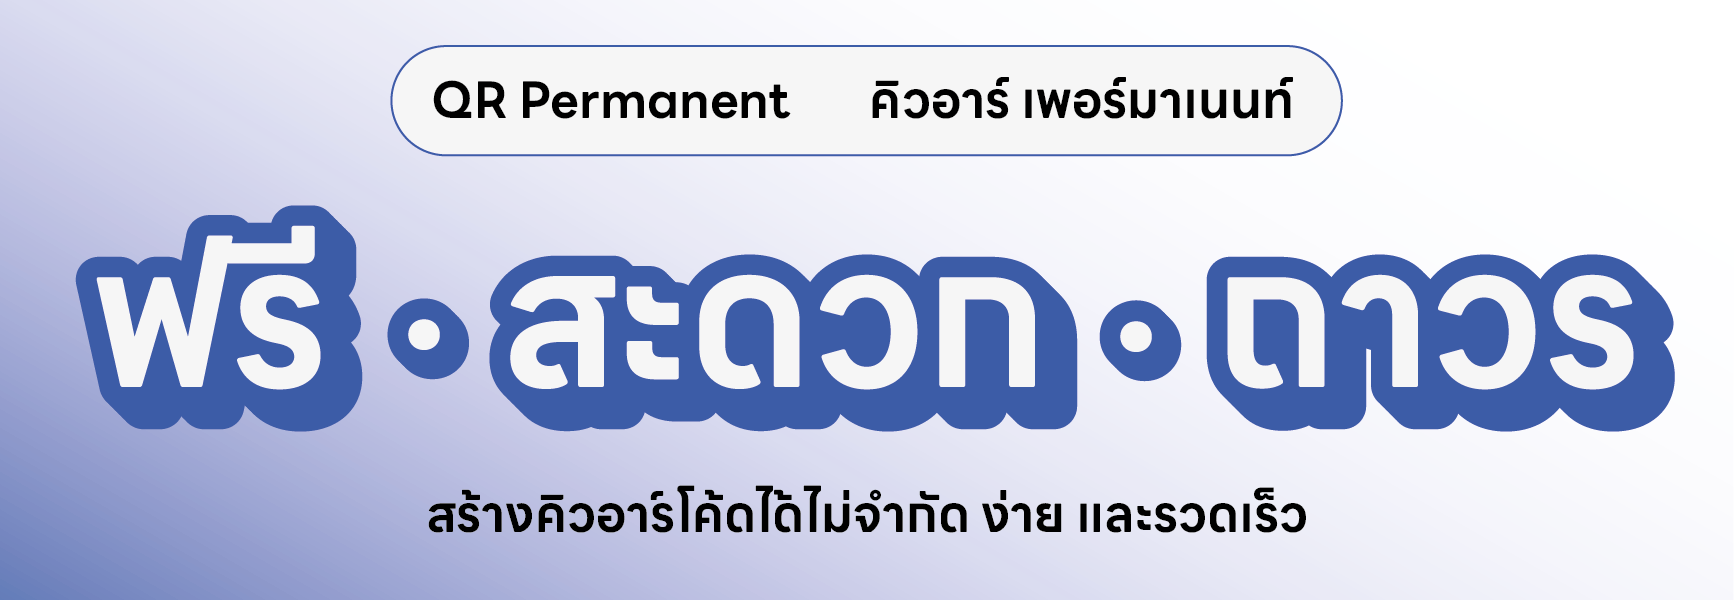 QR Permanent คิวอาร์ เพอร์มาเนนท์
ฟรี • สะดวก • ถาวร
สร้างคิวอาร์โค้ดได้ไม่จำกัด ง่าย และรวดเร็ว